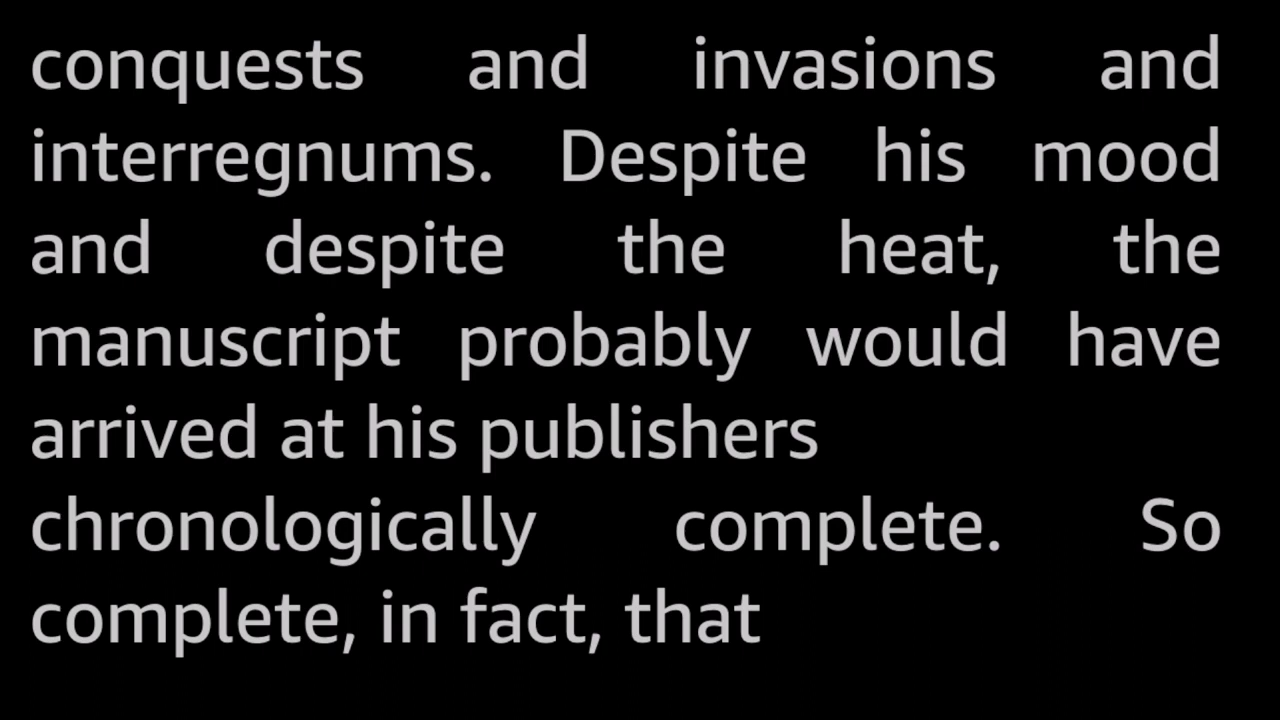 conquests and invasions and
interregnums. Despite his mood
and despite the heat, the
manuscript probably would have
arrived at his publishers
chronologically complete. So
complete, in fact, that